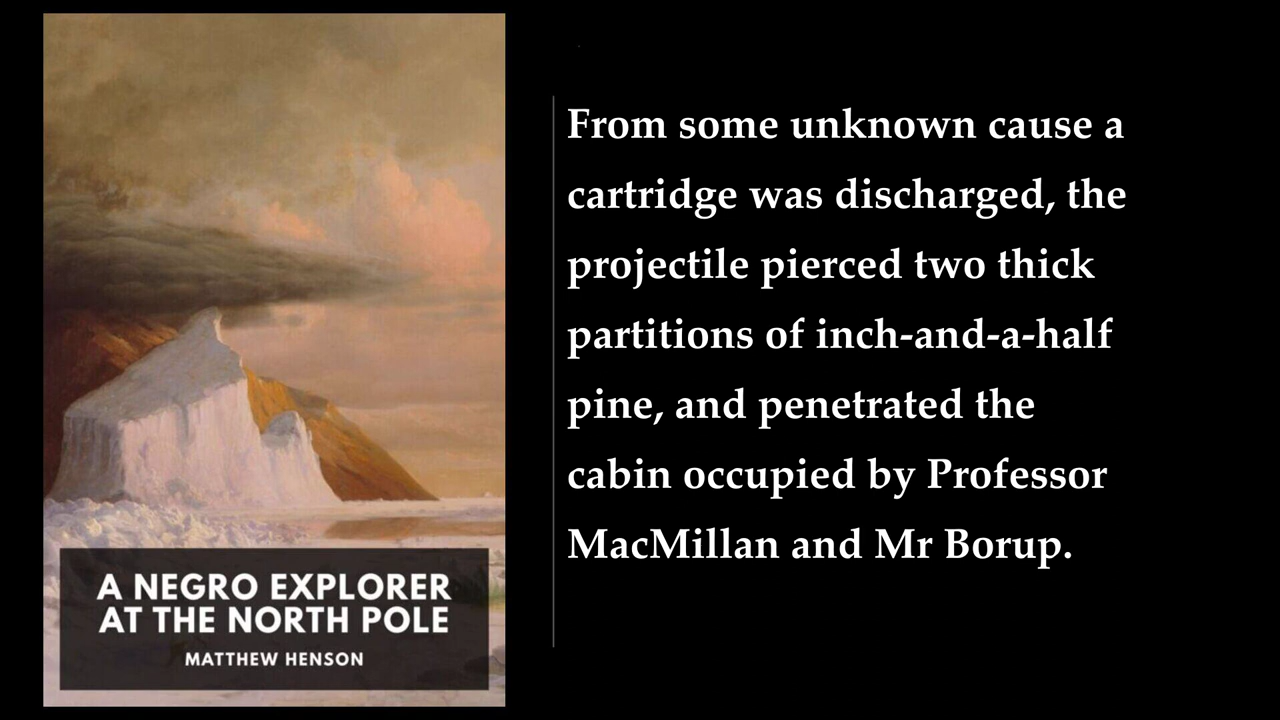 A NEGRO EXPLORER
AT THE NORTH POLE
MATTHEW HENSON
From some unknown cause a
cartridge was discharged, the
projectile pierced two thick
partitions of inch-and-a-half
pine, and penetrated the
cabin occupied by Professor
MacMillan and Mr Borup.